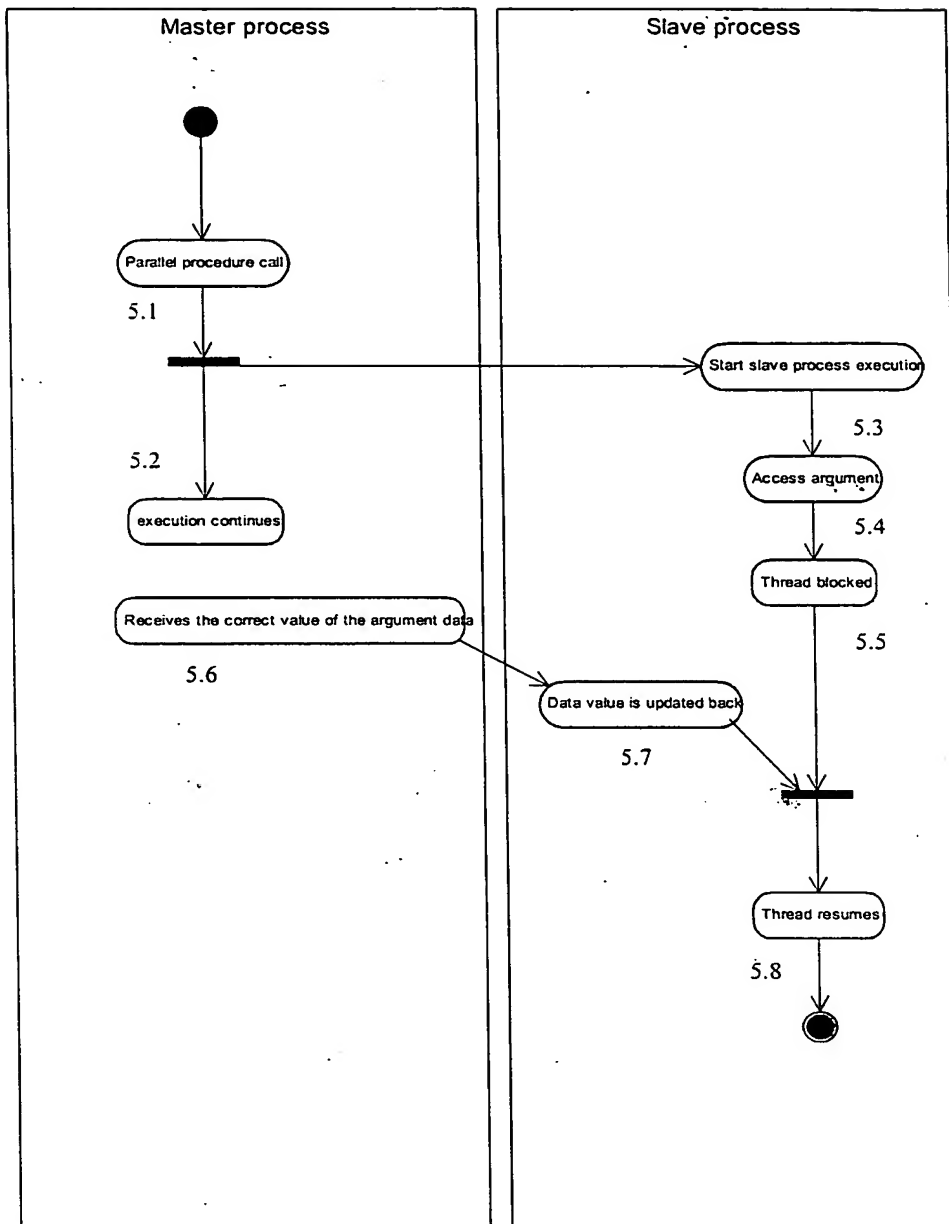 Master process
Slave process
Parallel procedure call
5.1
Start slave process execution
5.3
5.2
Access argument
execution continues
5.4
Thread blocked
Receives the correct value of the argument data
5.5
5.6
Data value is updated back
5.7
Thread resumes
5.8